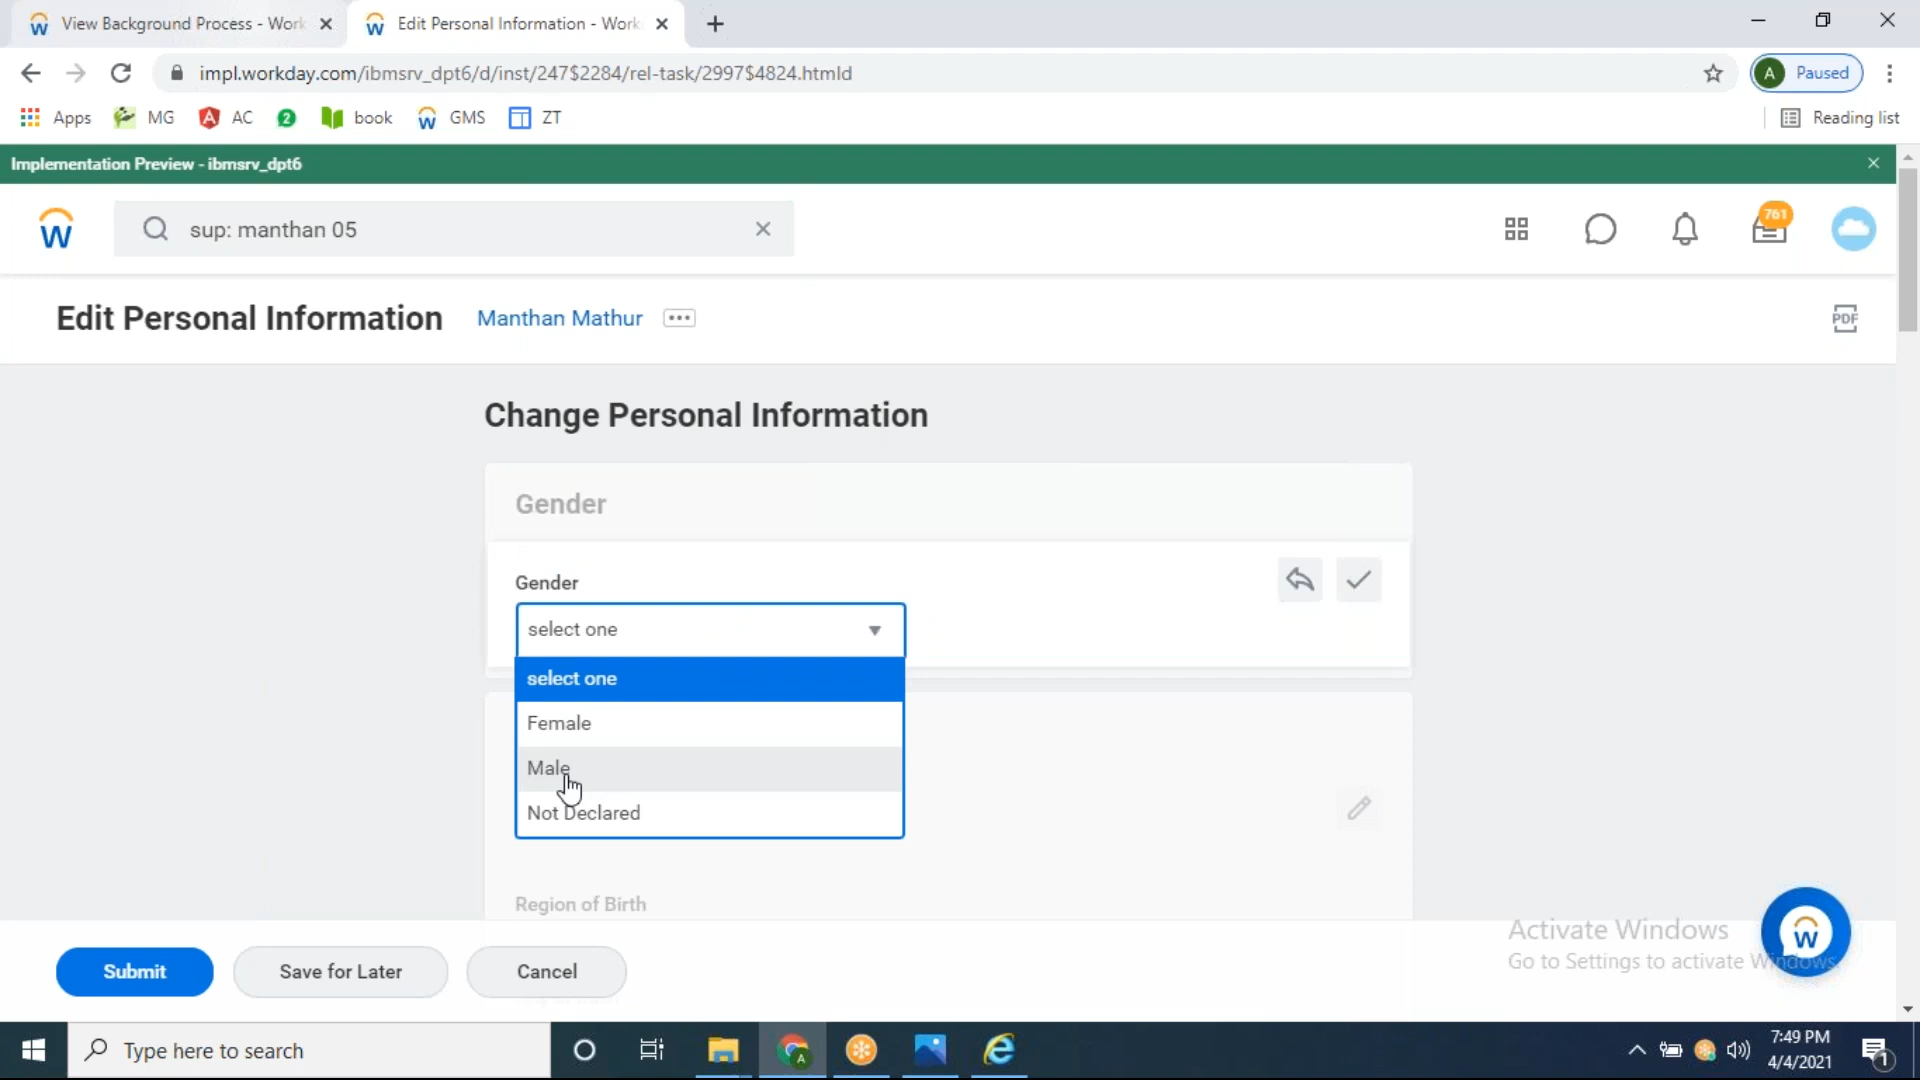 View Background Process - Work
Edit Personal Information - Work
impl.workday.com/ibmsrv_dpt6/d/inst/247$2284/rel-task/2997$4824.htmld
A Paused
Apps
MG
AC
2
book
GMS
ZT
Reading list
Implementation Preview - ibmsrv_dpt6
sup: manthan 05
761
Edit Personal Information
Manthan Mathur
PDF
Change Personal Information
Gender
Gender
select one
select one
Female
Male
Not Declared
Region of Birth
Activate Windows
Go to Settings to activate Windows.
Submit
Save for Later
Cancel
Type here to search
7:49 PM
4/4/2021
1